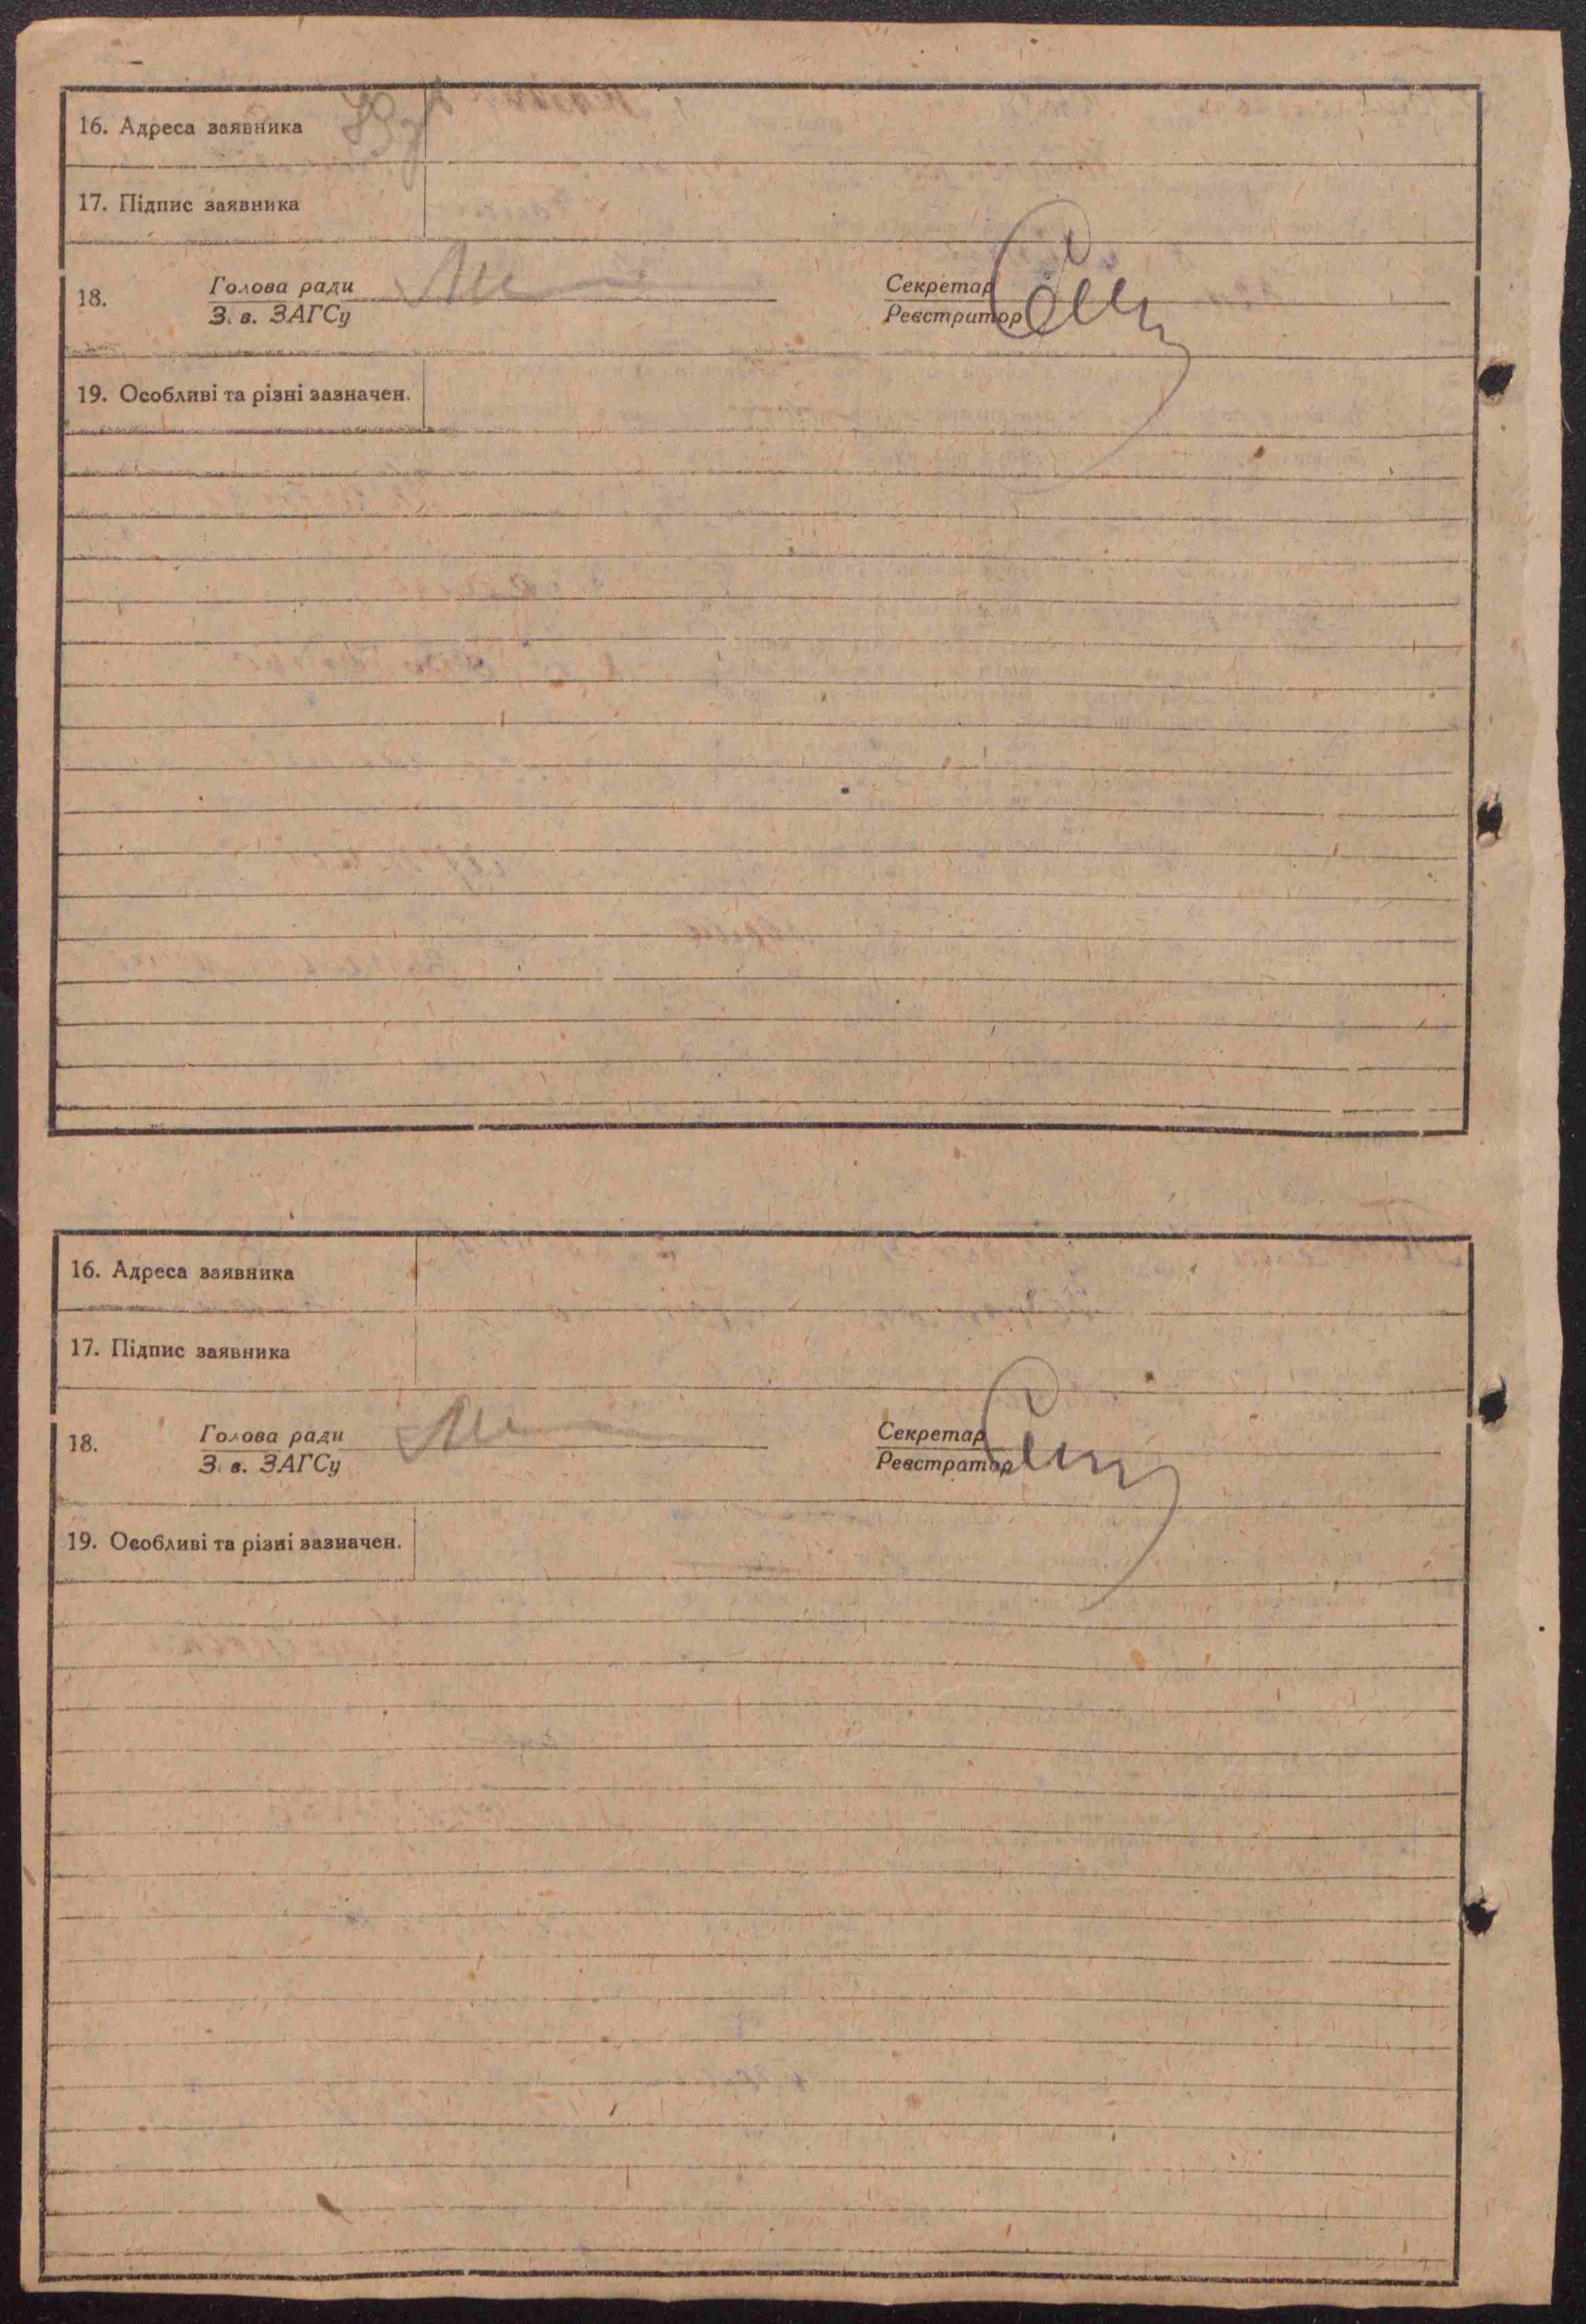 16. Адреса заявника
17. Підпис заявника
18. Голова ради Секретар
З. в. ЗАГСу Реєстратор
19. Особливі та різні зазначен.
16. Адреса заявника
17. Підпис заявника
18. Голова ради Секретар
З. в. ЗАГСу Реєстратор
19. Особливі та різні зазначен.